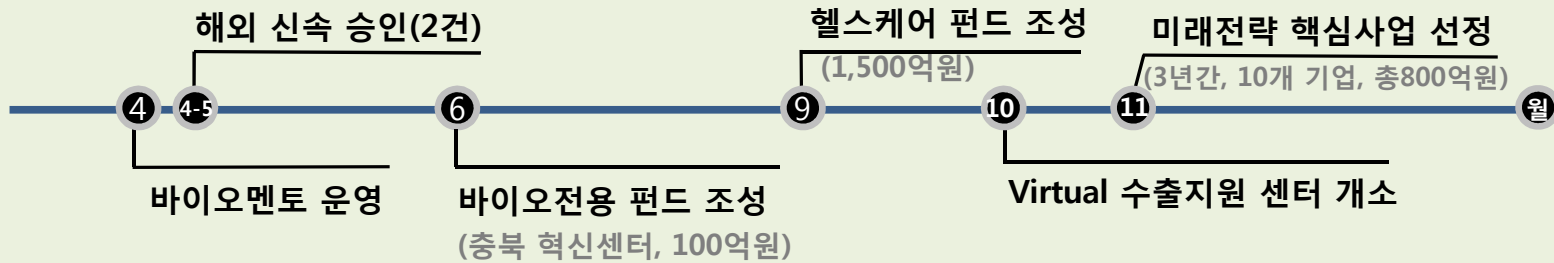 해외 신속 승인(2건)
헬스케어 펀드 조성
(1,500억원)
미래전략 핵심사업 선정
(3년간, 10개 기업, 총800억원)
4
4-5
6
9
10
11
월
바이오멘토 운영
바이오전용 펀드 조성
(충북 혁신센터, 100억원)
Virtual 수출지원 센터 개소